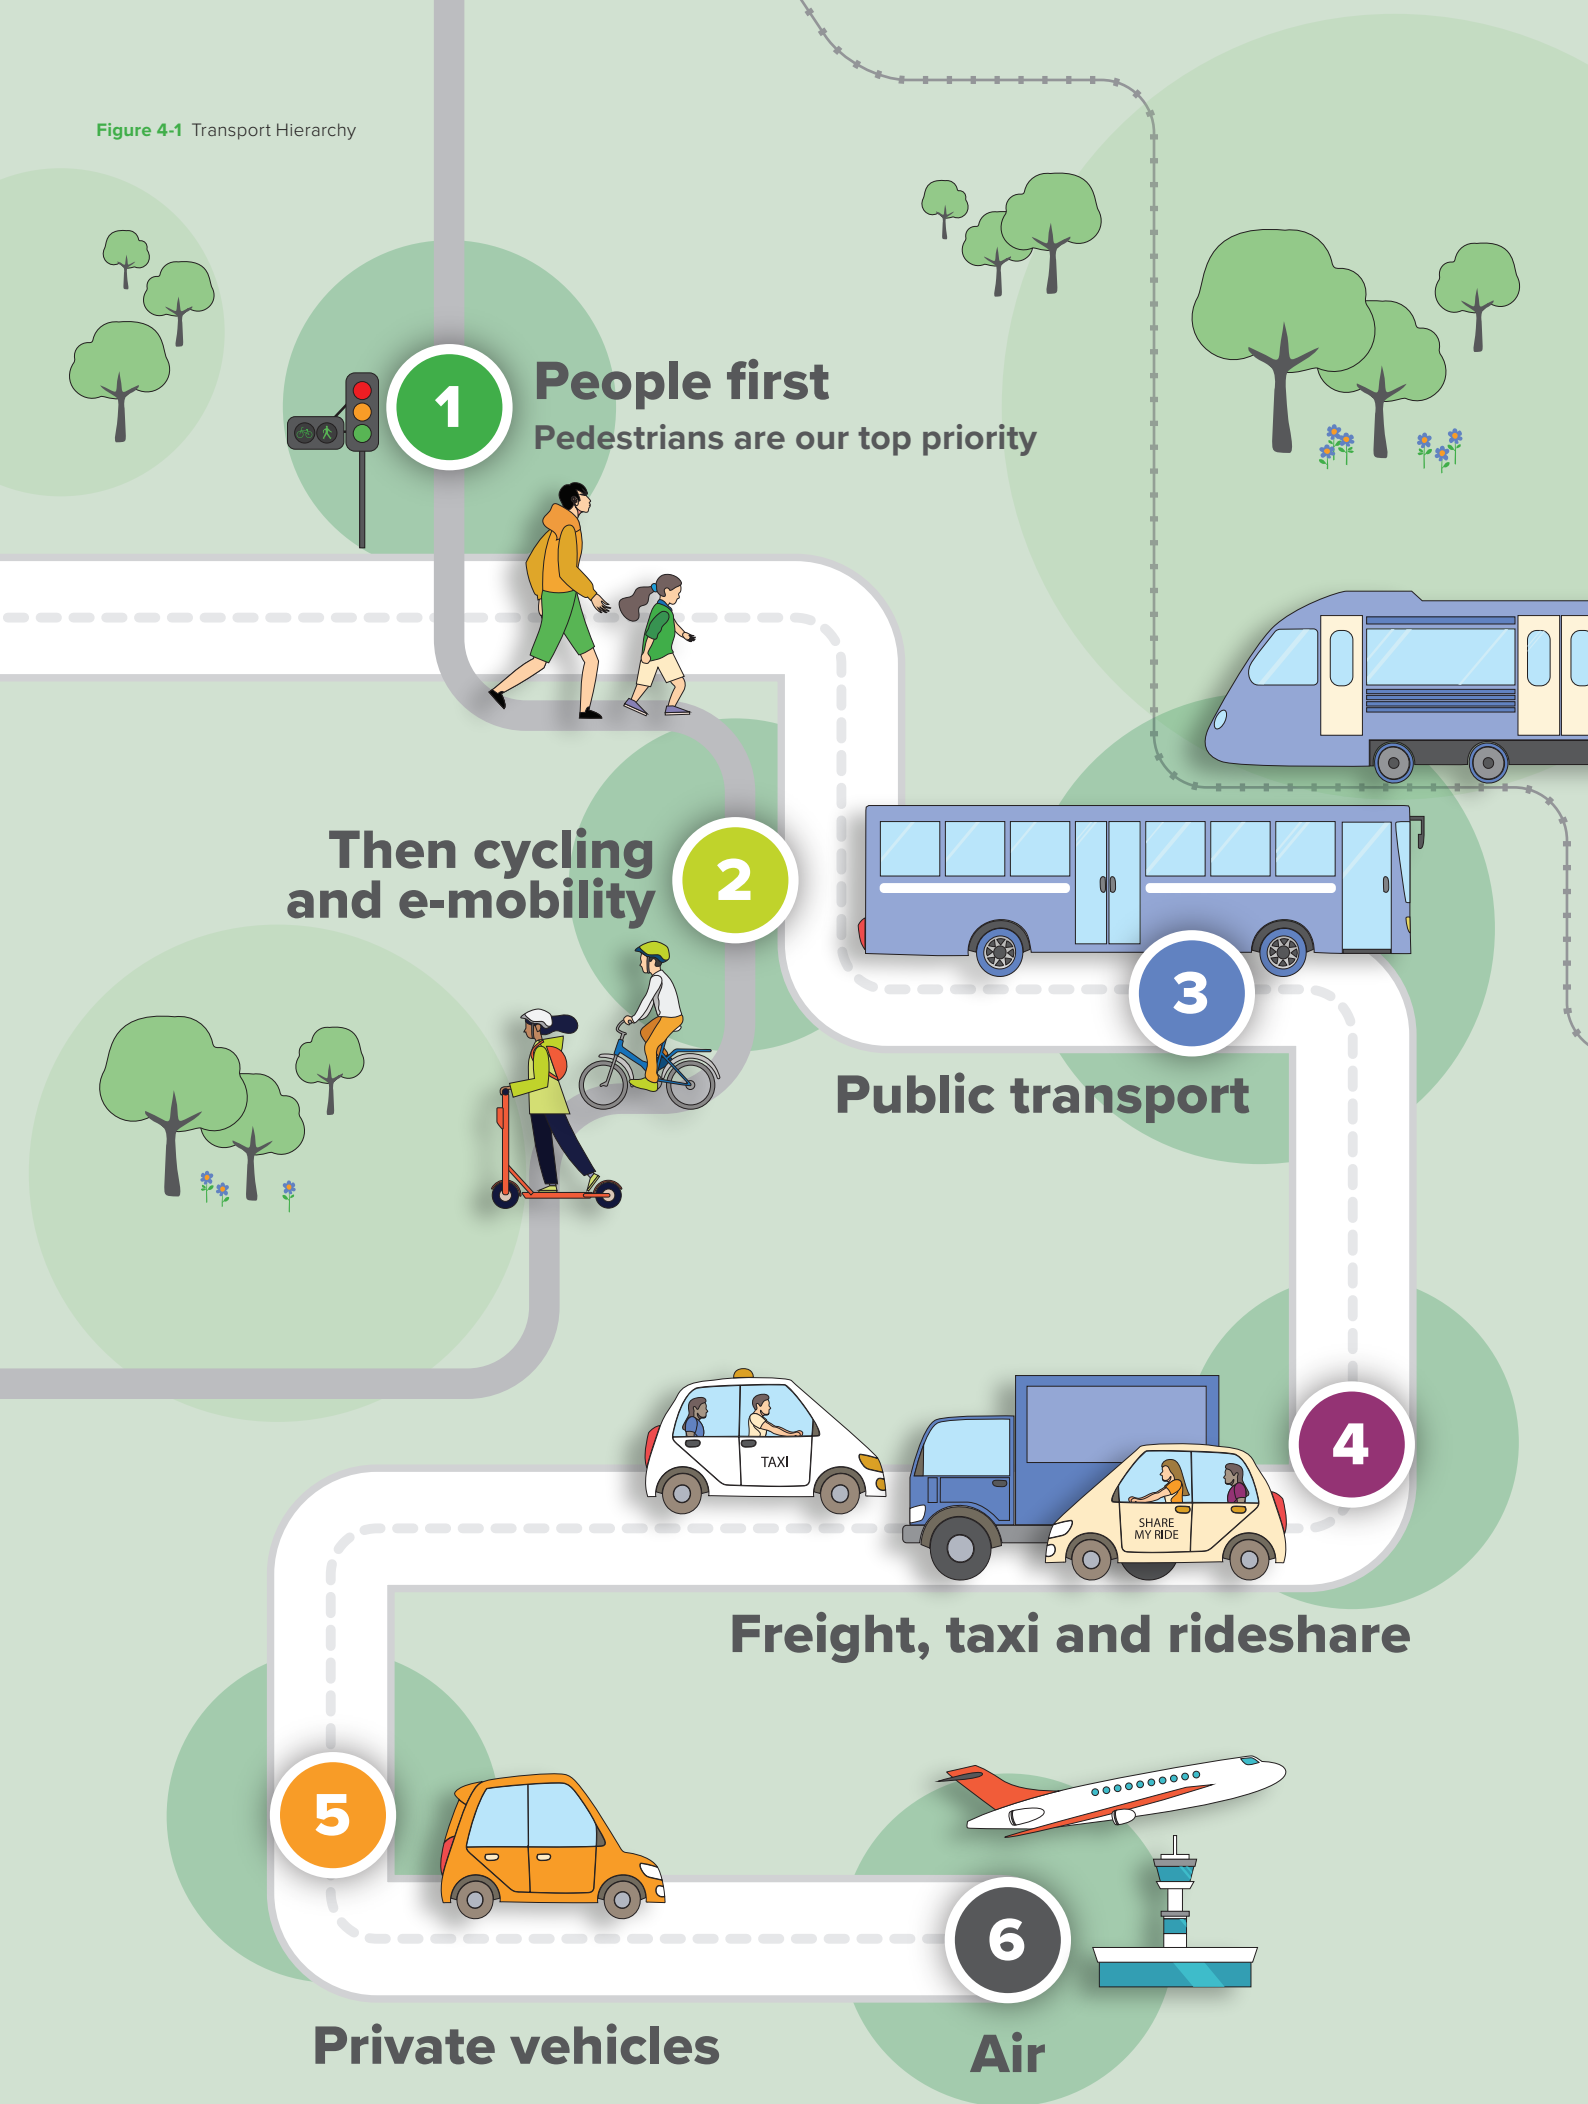 Figure 4-1 Transport Hierarchy
1
People first
Pedestrians are our top priority
Then cycling
and e-mobility
2
3
Public transport
4
TAXI
SHARE
MY RIDE
Freight, taxi and rideshare
5
6
Private vehicles
Air